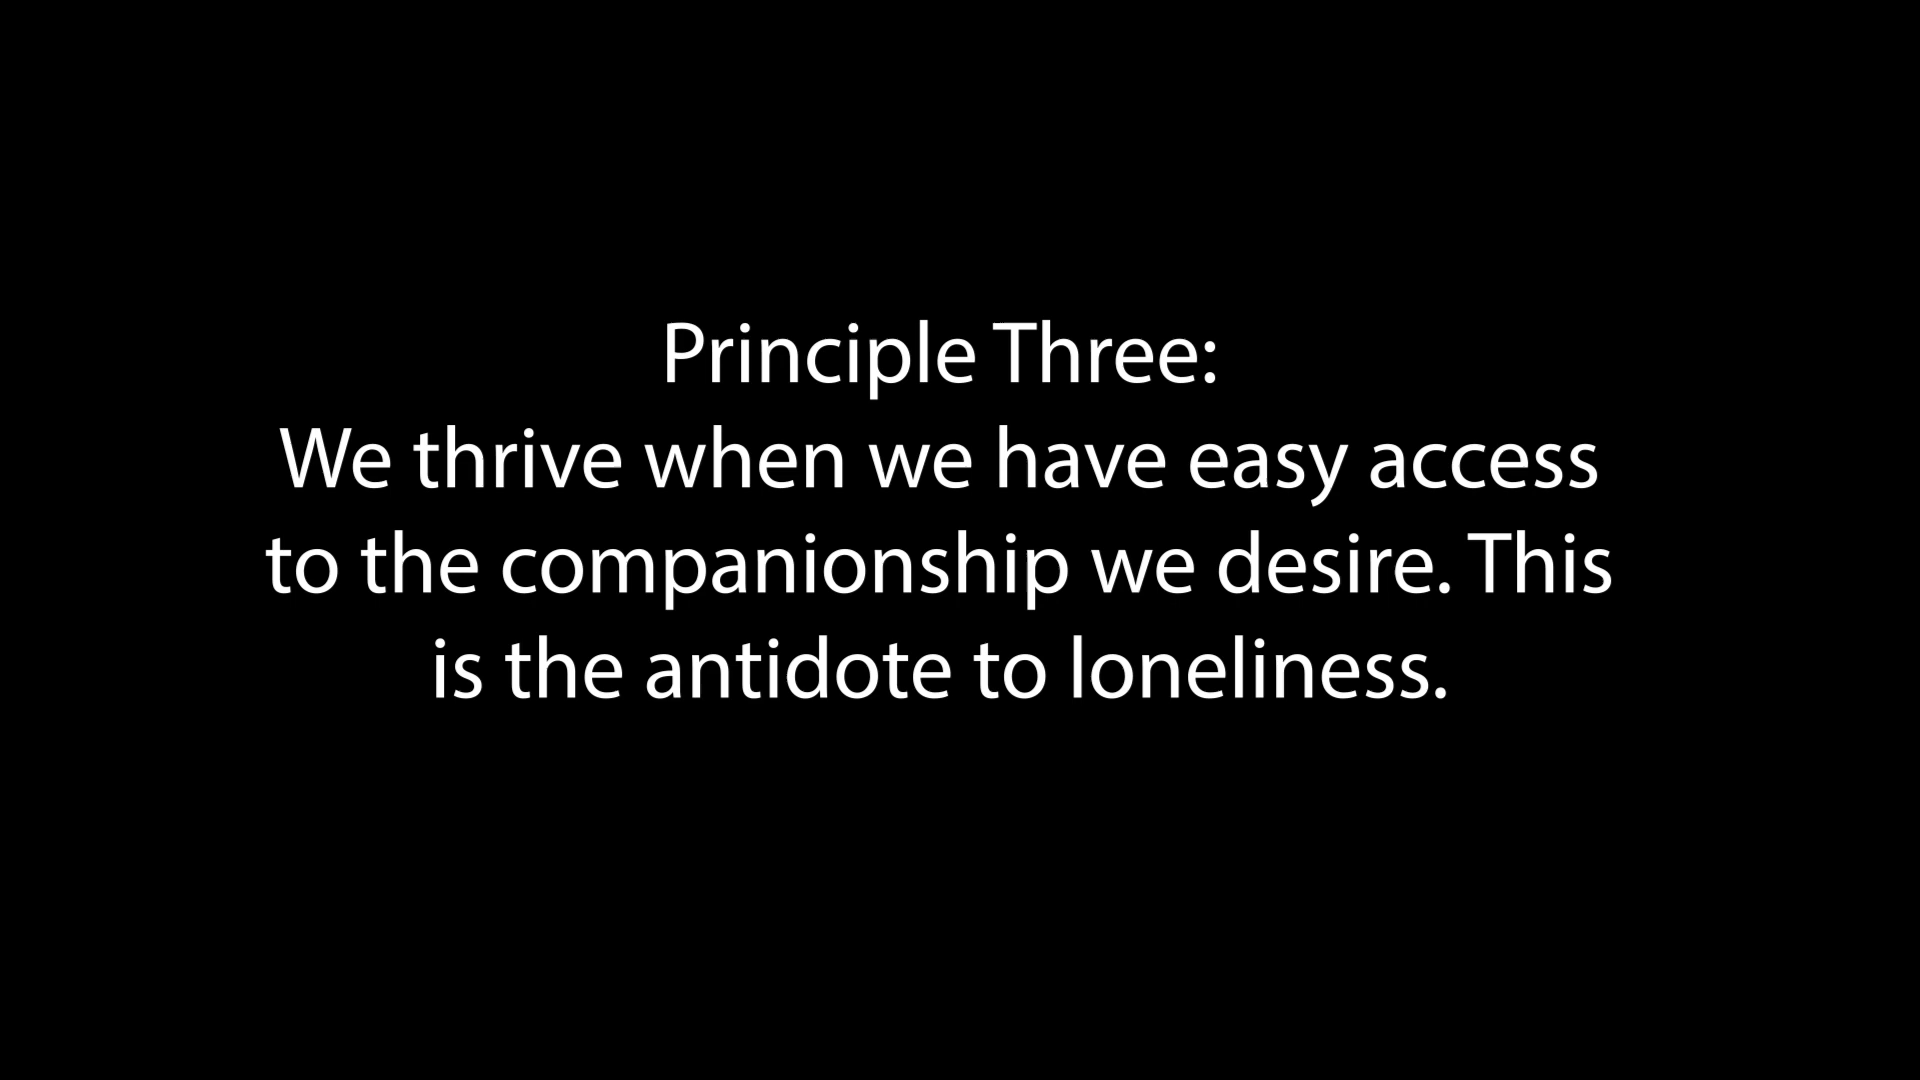 Principle Three:
We thrive when we have easy access
to the companionship we desire. This
is the antidote to loneliness.